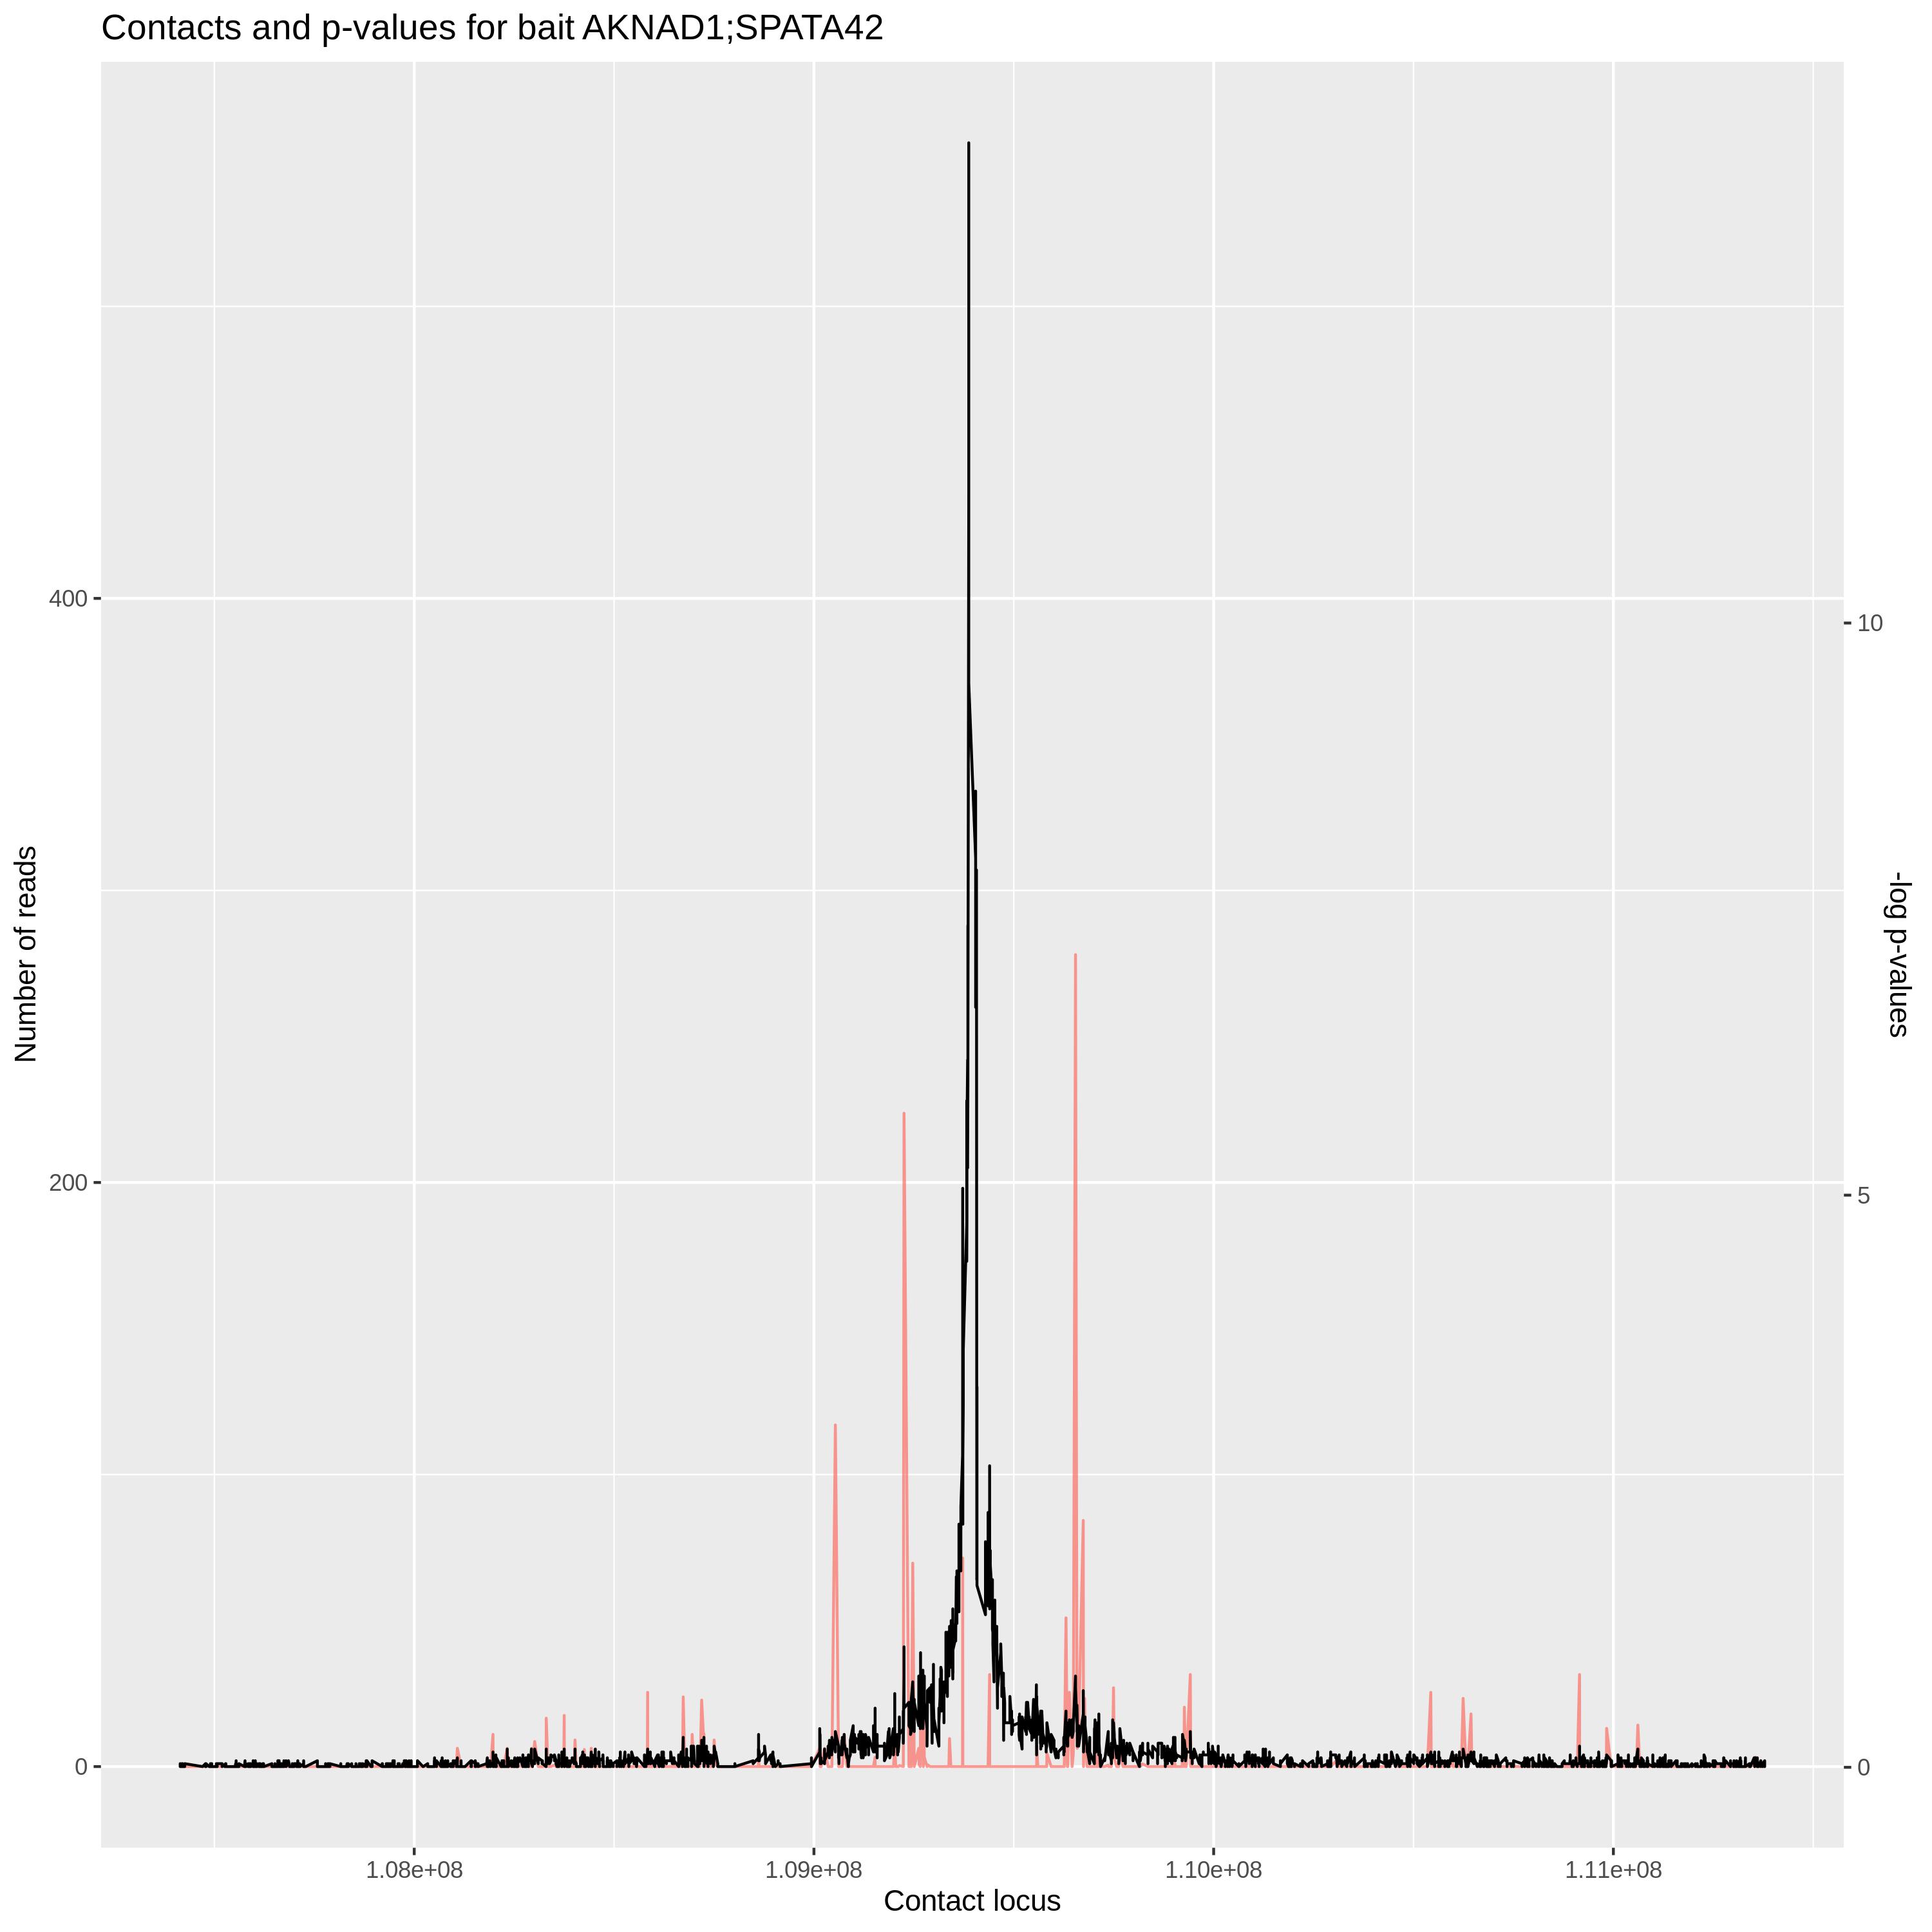 Contacts and p-values for bait AKNAD1;SPATA42
Number of reads
400
200
0
-log p-values
10
5
0
1.08e+08
1.09e+08
1.10e+08
1.11e+08
Contact locus